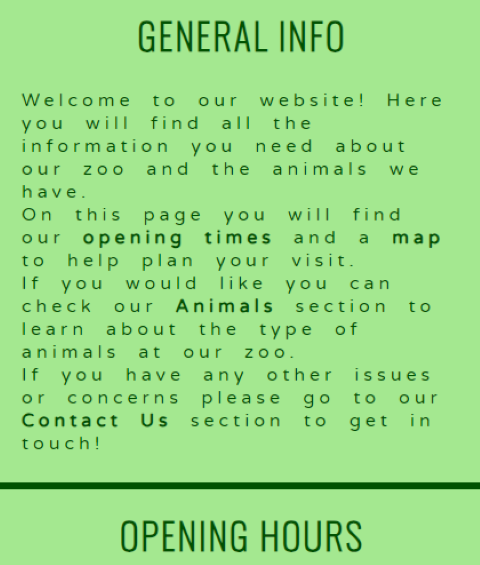 GENERAL INFO
Welcome to our website! Here
you will find all the
information you need about
our zoo and the animals we
have.
On this page you will find
our opening times and a map
to help plan your visit.
If you would like you can
check our Animals section to
learn about the type of
animals at our zoo.
If you have any other issues
or concerns please go to our
Contact Us section to get in
touch!
OPENING HOURS